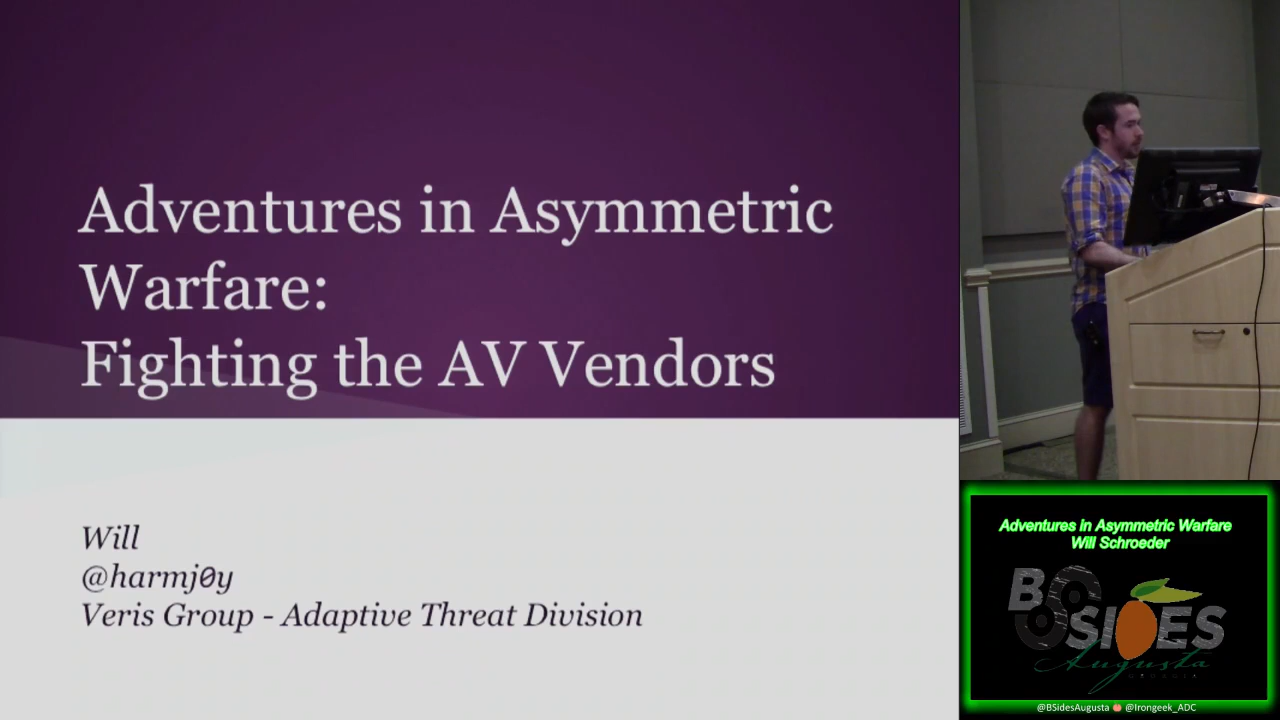 Adventures in Asymmetric
Warfare:
Fighting the AV Vendors
Will
@harmj0y
Veris Group - Adaptive Threat Division
Adventures in Asymmetric Warfare
Will Schroeder
BSIDES
Augusta
GEORGIA
@BSidesAugusta @Irongeek_ADC